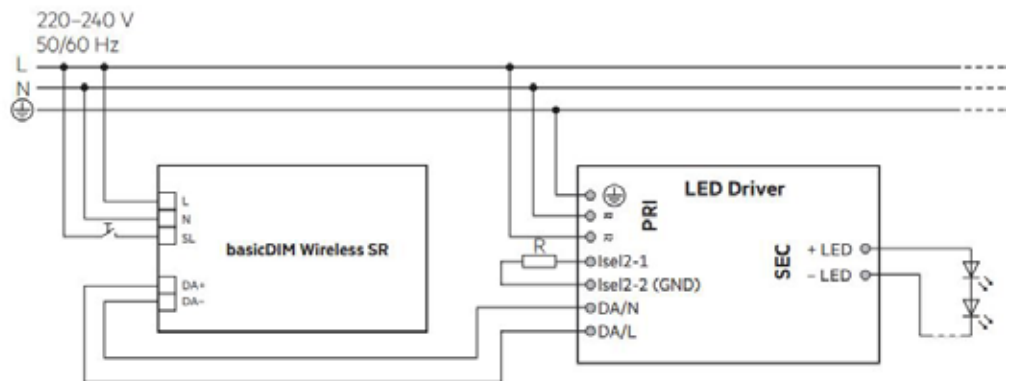 220–240 V
50/60 Hz
L
N
L
N
SL
basicDIM Wireless SR
DA+
DA−
LED Driver
PRI
~
~
R
Isel2-1
Isel2-2 (GND)
DA/N
DA/L
SEC
+ LED
− LED